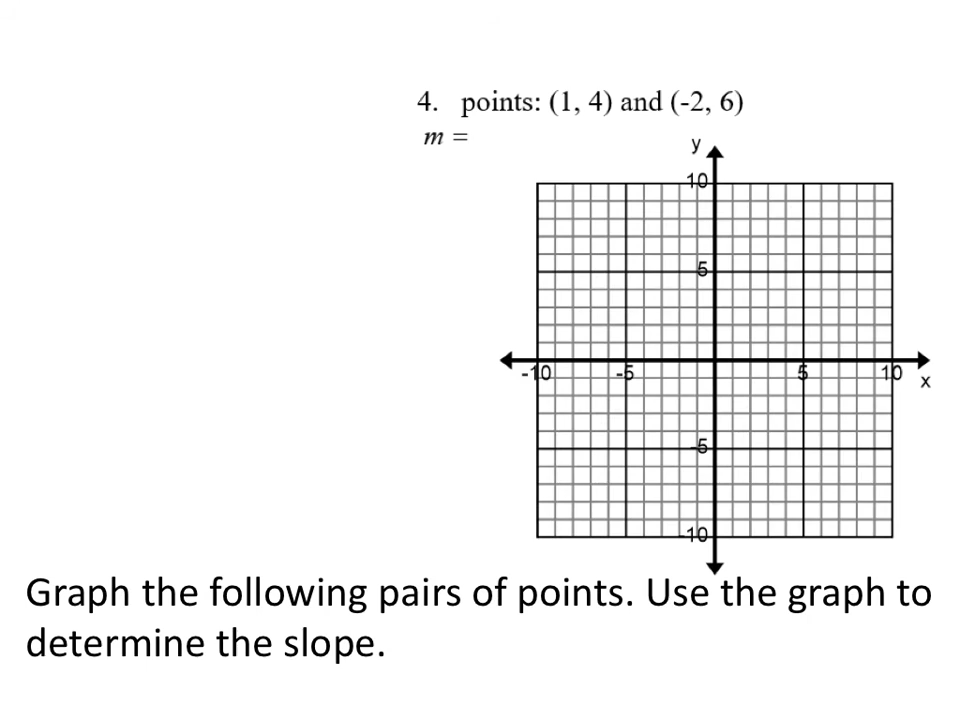 4. points: (1, 4) and (-2, 6)
m =
y
10
5
-10 -5 5 10 x
-5
-10
Graph the following pairs of points. Use the graph to
determine the slope.